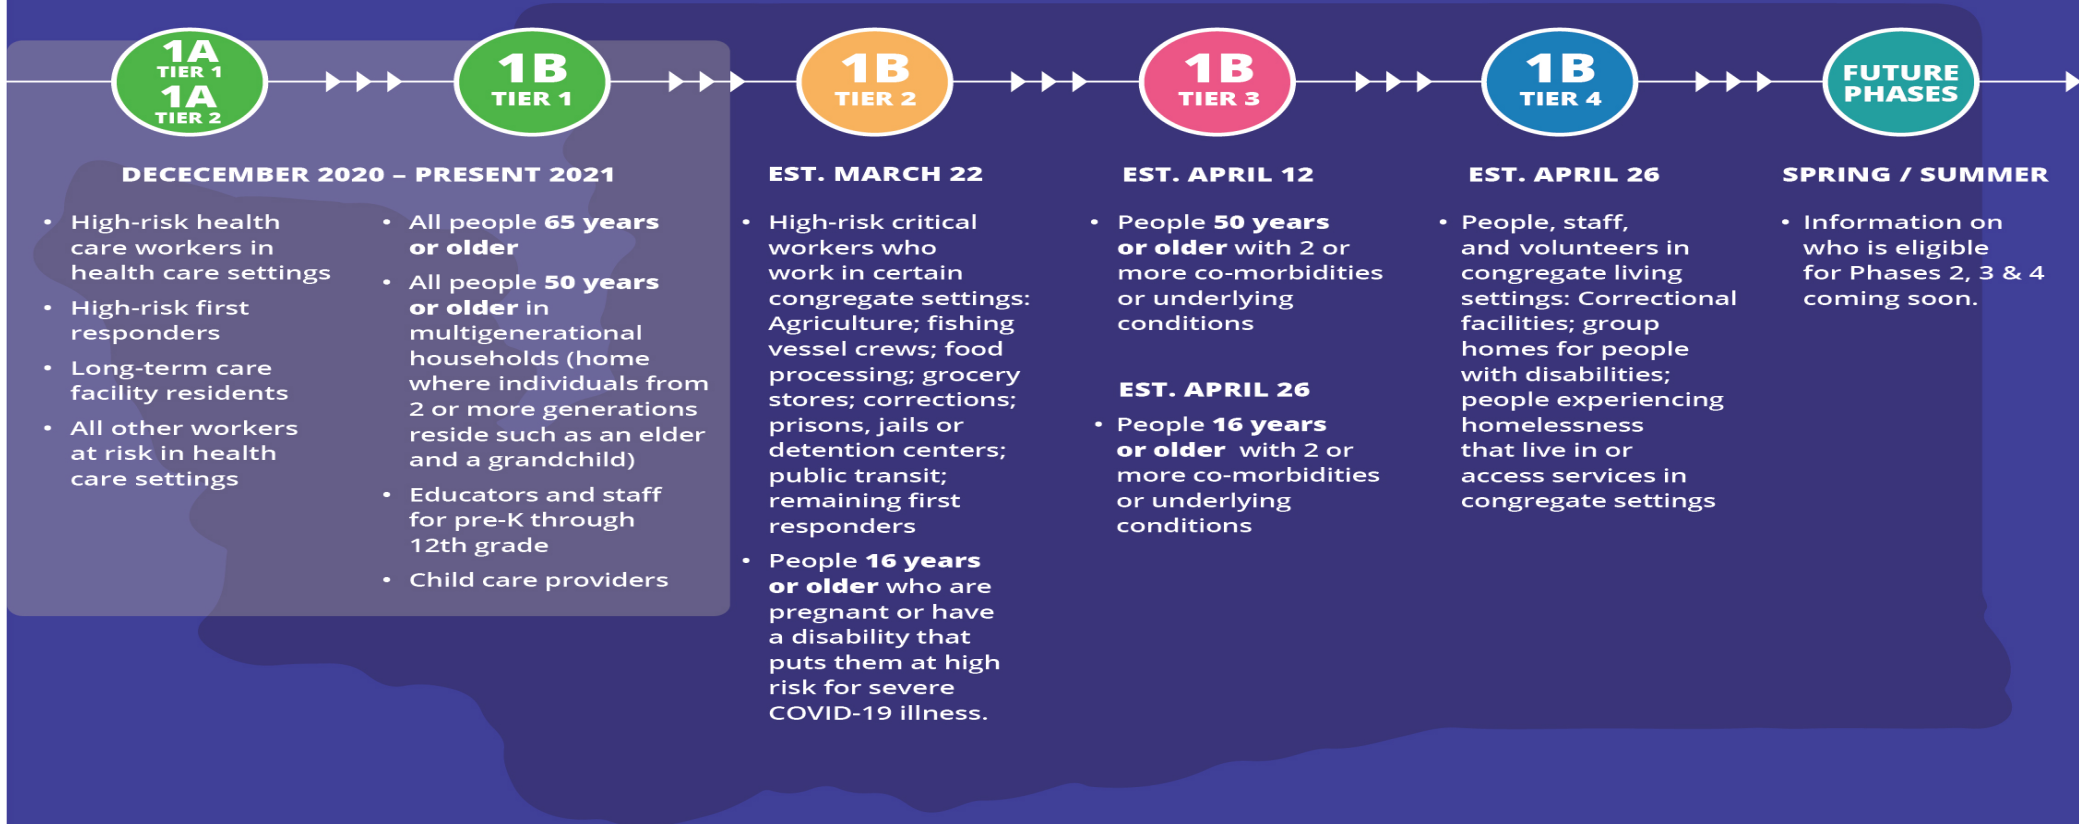 1A
TIER 1
1A
TIER 2
DECECEMBER 2020 – PRESENT 2021
• High-risk health
care workers in
health care settings
• High-risk first
responders
• Long-term care
facility residents
• All other workers
at risk in health
care settings
1B
TIER 1
• All people 65 years
or older
• All people 50 years
or older in
multigenerational
households (home
where individuals from
2 or more generations
reside such as an elder
and a grandchild)
• Educators and staff
for pre-K through
12th grade
• Child care providers
1B
TIER 2
EST. MARCH 22
• High-risk critical
workers who
work in certain
congregate settings:
Agriculture; fishing
vessel crews; food
processing; grocery
stores; corrections;
prisons, jails or
detention centers;
public transit;
remaining first
responders
• People 16 years
or older who are
pregnant or have
a disability that
puts them at high
risk for severe
COVID-19 illness.
1B
TIER 3
EST. APRIL 12
• People 50 years
or older with 2 or
more co-morbidities
or underlying
conditions
EST. APRIL 26
• People 16 years
or older with 2 or
more co-morbidities
or underlying
conditions
1B
TIER 4
EST. APRIL 26
• People, staff,
and volunteers in
congregate living
settings: Correctional
facilities; group
homes for people
with disabilities;
people experiencing
homelessness
that live in or
access services in
congregate settings
FUTURE
PHASES
SPRING / SUMMER
• Information on
who is eligible
for Phases 2, 3 & 4
coming soon.